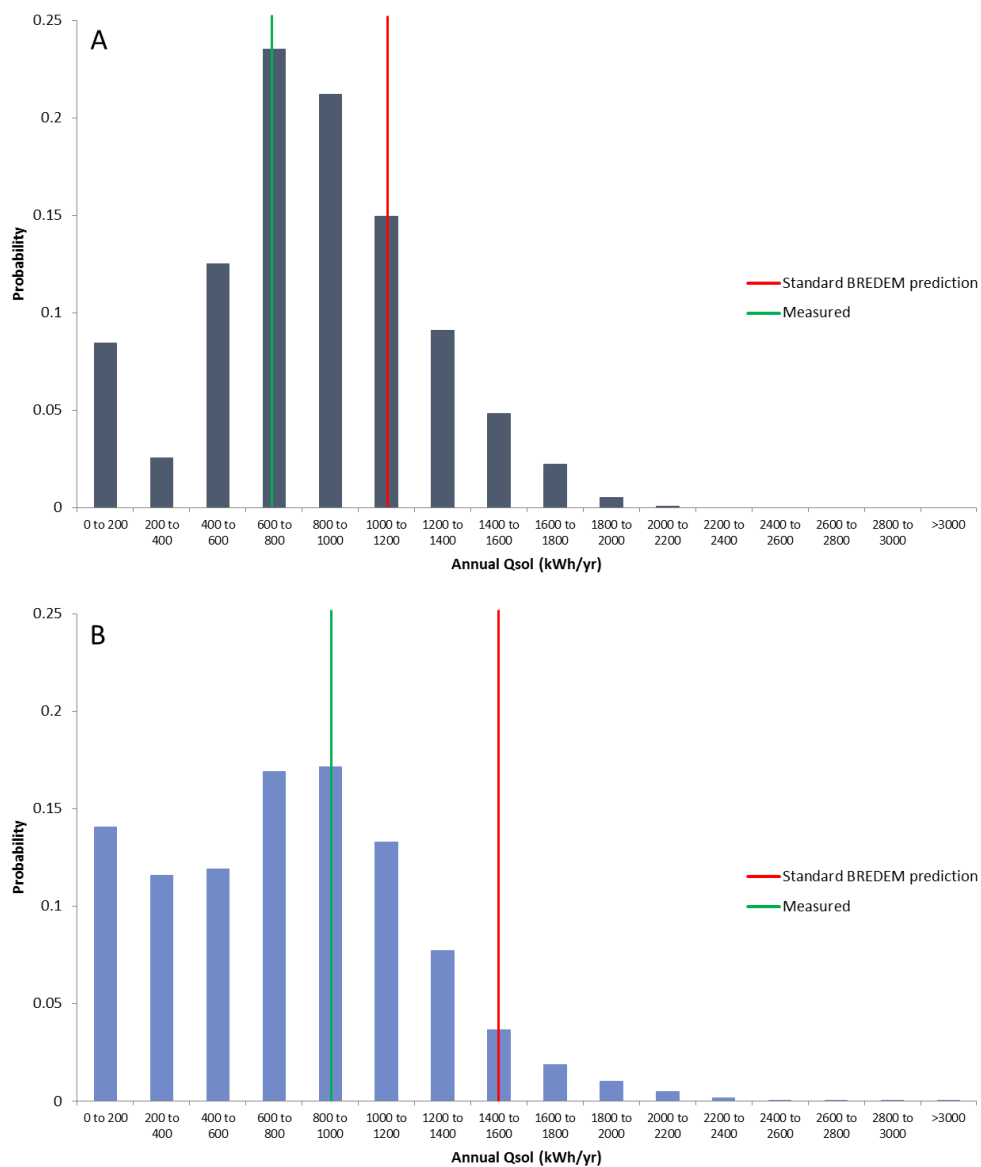 A
0.25
0.2
0.15
0.1
0.05
0
Probability
Standard BREDEM prediction
Measured
0 to 200 200 to 400 to 600 to 800 to 1000 to 1200 to 1400 to 1600 to 1800 to 2000 to 2200 to 2400 to 2600 to 2800 to >3000
400 600 800 1000 1200 1400 1600 1800 2000 2200 2400 2600 2800 3000
Annual Qsol (kWh/yr)
B
0.25
0.2
0.15
0.1
0.05
0
Probability
Standard BREDEM prediction
Measured
0 to 200 200 to 400 to 600 to 800 to 1000 to 1200 to 1400 to 1600 to 1800 to 2000 to 2200 to 2400 to 2600 to 2800 to >3000
400 600 800 1000 1200 1400 1600 1800 2000 2200 2400 2600 2800 3000
Annual Qsol (kWh/yr)